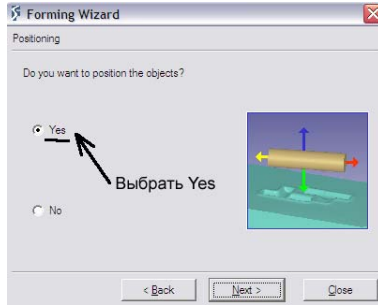 Forming Wizard
Positioning
Do you want to position the objects?
Yes
Выбрать Yes
No
< Back Next > Close